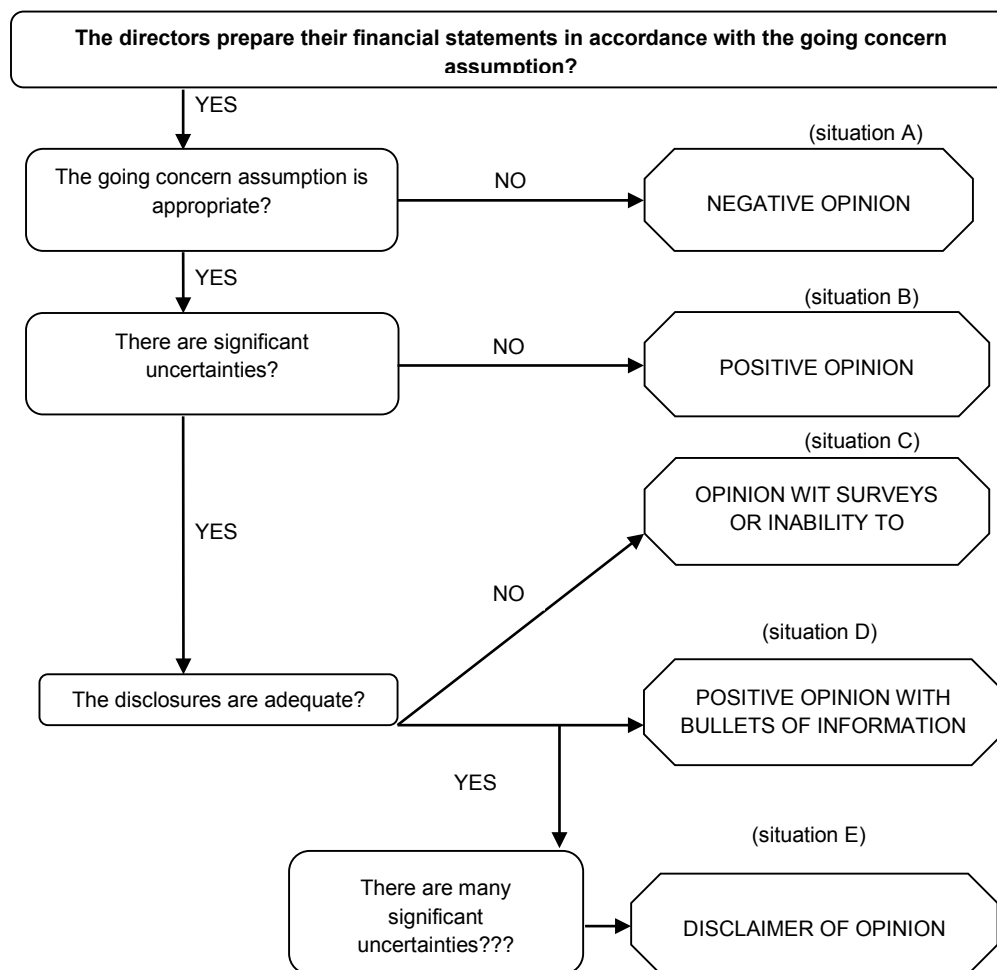 The directors prepare their financial statements in accordance with the going concern
assumption?
YES
(situation A)
The going concern assumption is
appropriate?
NO
NEGATIVE OPINION
YES
(situation B)
There are significant
uncertainties?
NO
POSITIVE OPINION
(situation C)
OPINION WIT SURVEYS
OR INABILITY TO
YES
NO
(situation D)
The disclosures are adequate?
POSITIVE OPINION WITH
BULLETS OF INFORMATION
YES
(situation E)
There are many
significant
uncertainties???
DISCLAIMER OF OPINION